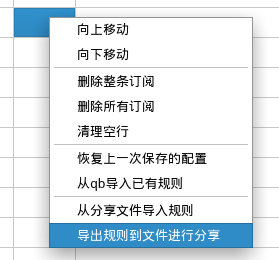 向上移动
向下移动
删除整条订阅
删除所有订阅
清理空行
恢复上一次保存的配置
从qb导入已有规则
从分享文件导入规则
导出规则到文件进行分享